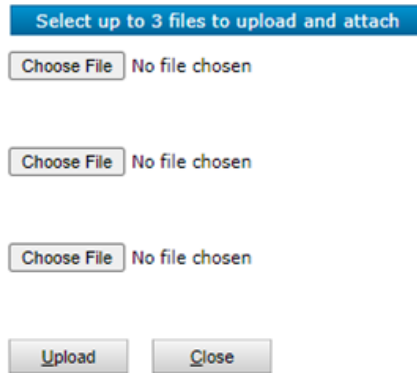 Select up to 3 files to upload and attach
Choose File No file chosen
Choose File No file chosen
Choose File No file chosen
Upload Close